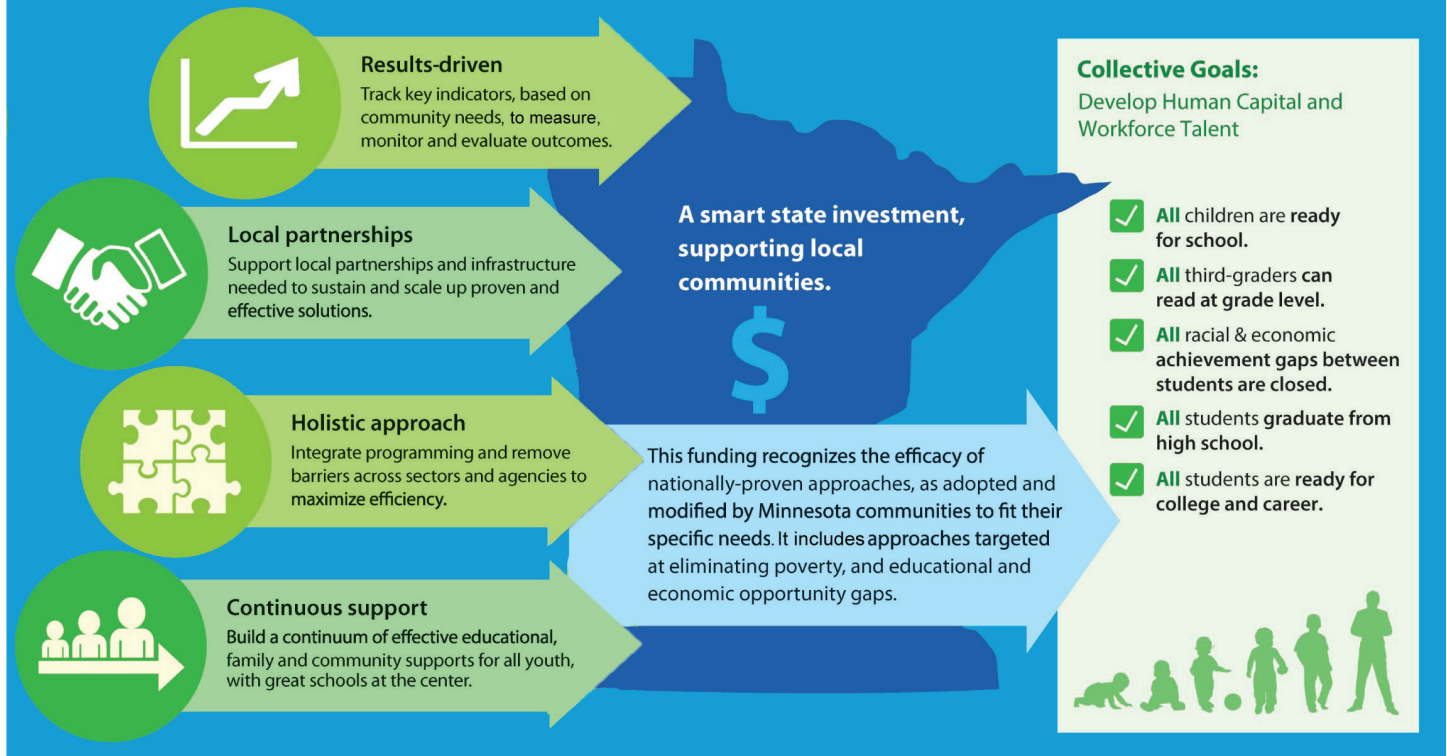 Results-driven
Track key indicators, based on
community needs, to measure,
monitor and evaluate outcomes.
Local partnerships
Support local partnerships and infrastructure
needed to sustain and scale up proven and
effective solutions.
Holistic approach
Integrate programming and remove
barriers across sectors and agencies to
maximize efficiency.
Continuous support
Build a continuum of effective educational,
family and community supports for all youth,
with great schools at the center.
A smart state investment,
supporting local
communities.
$
This funding recognizes the efficacy of
nationally-proven approaches, as adopted and
modified by Minnesota communities to fit their
specific needs. It includes approaches targeted
at eliminating poverty, and educational and
economic opportunity gaps.
Collective Goals:
Develop Human Capital and
Workforce Talent
All children are ready
for school.
All third-graders can
read at grade level.
All racial & economic
achievement gaps between
students are closed.
All students graduate from
high school.
All students are ready for
college and career.